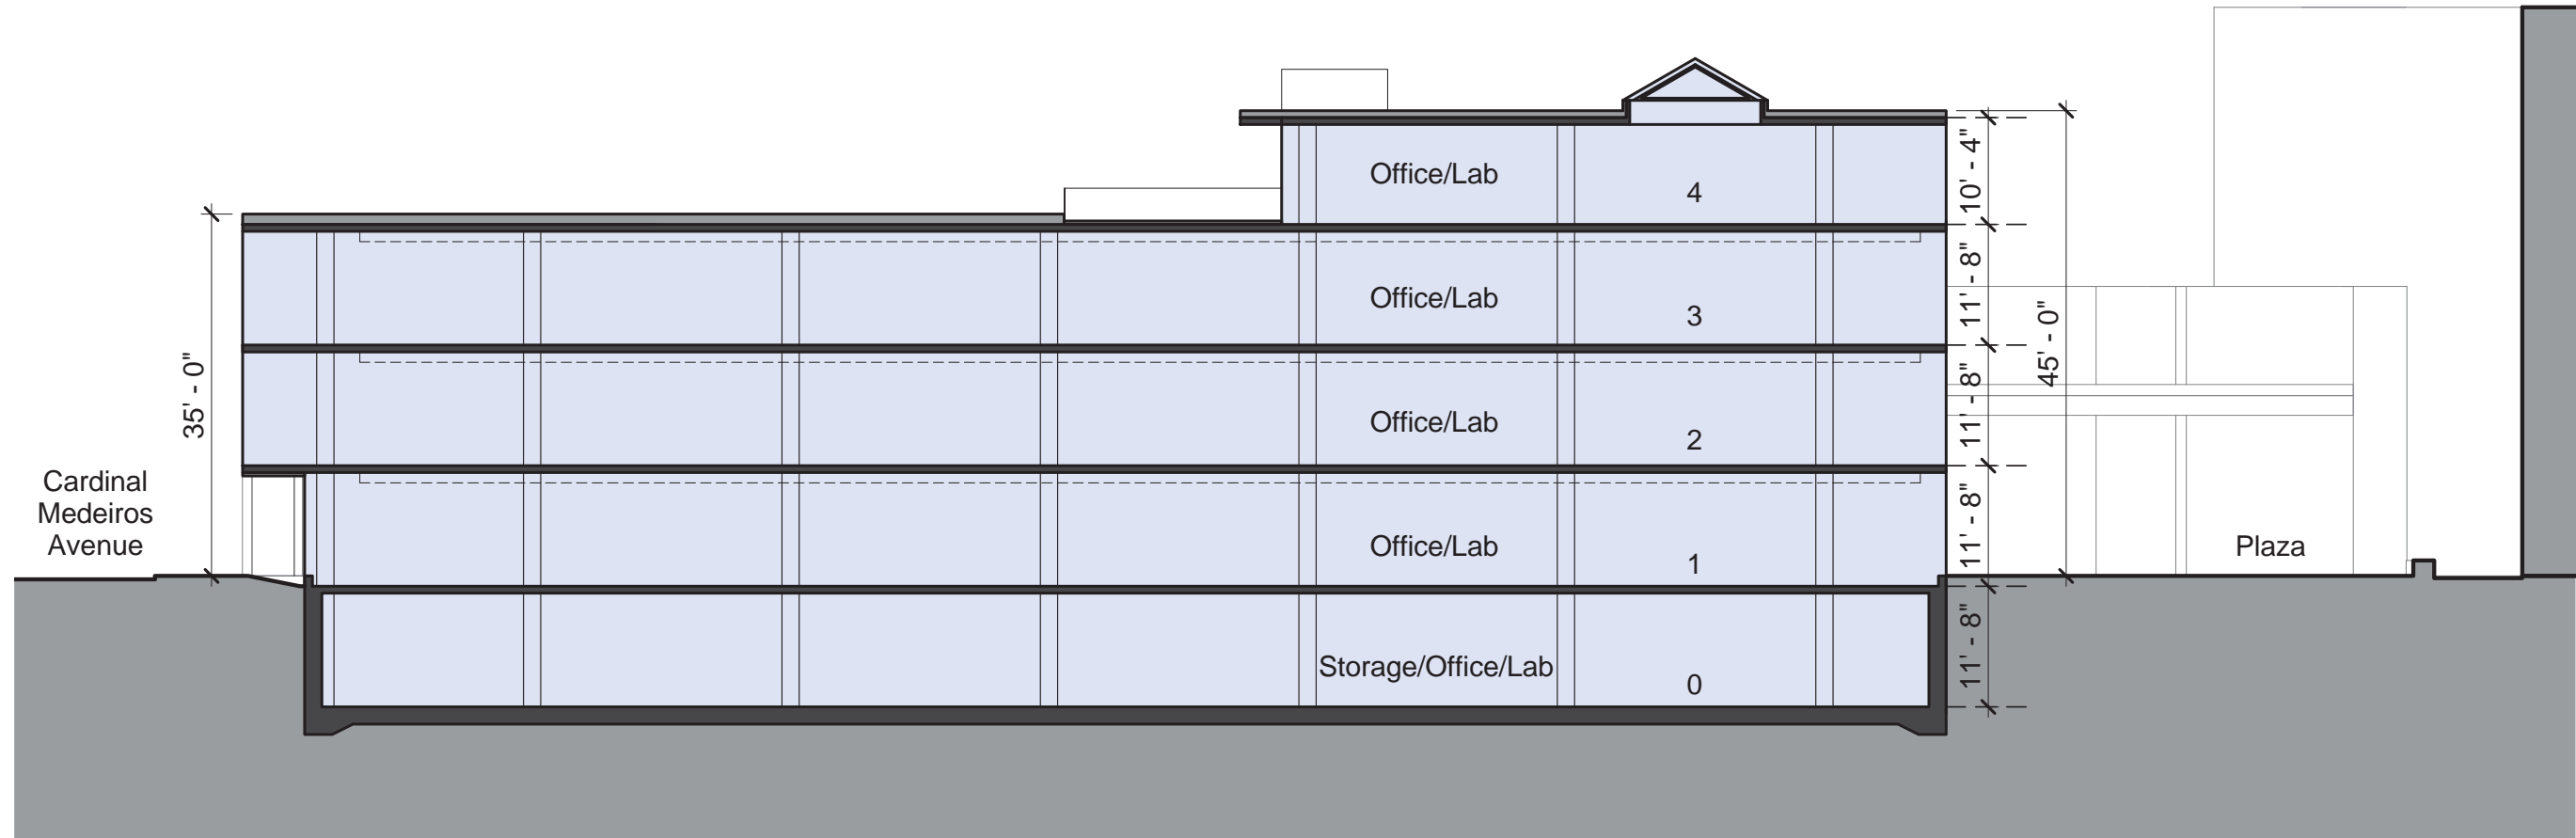 Office/Lab
4
10' - 4"
Office/Lab
3
11' - 8"
35' - 0"
45' - 0"
Office/Lab
2
11' - 8"
Cardinal
Medeiros
Avenue
Office/Lab
1
11' - 8"
Plaza
Storage/Office/Lab
0
11' - 8"